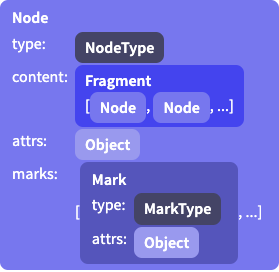 Node
type: NodeType
content: Fragment
[Node, Node, ...]
attrs: Object
marks: Mark
type: MarkType
[ , ...]
attrs: Object